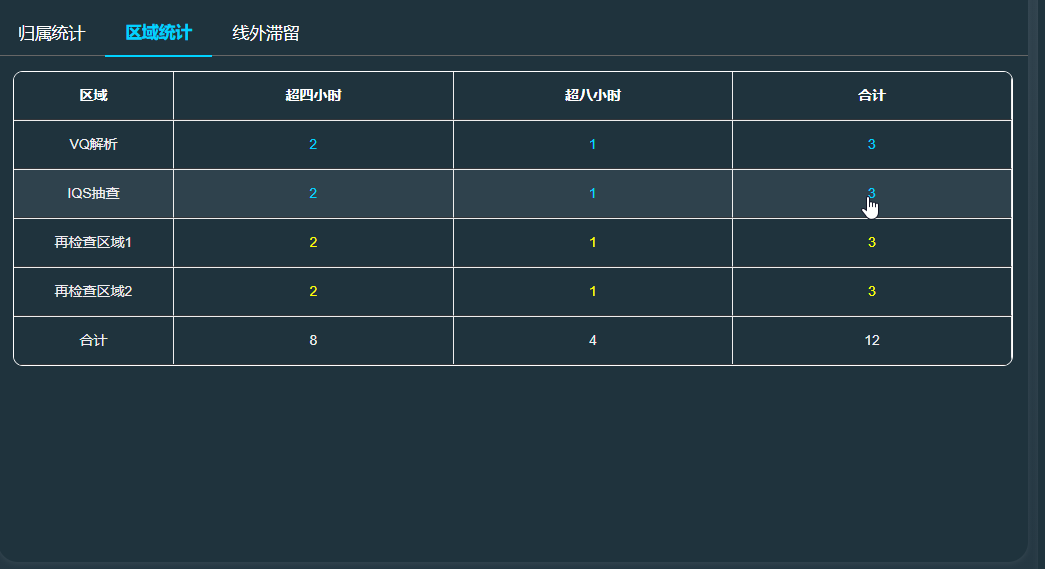 归属统计 区域统计 线外滞留
区域 超四小时 超八小时 合计
VQ解析 2 1 3
IQS抽查 2 1 3
再检查区域1 2 1 3
再检查区域2 2 1 3
合计 8 4 12